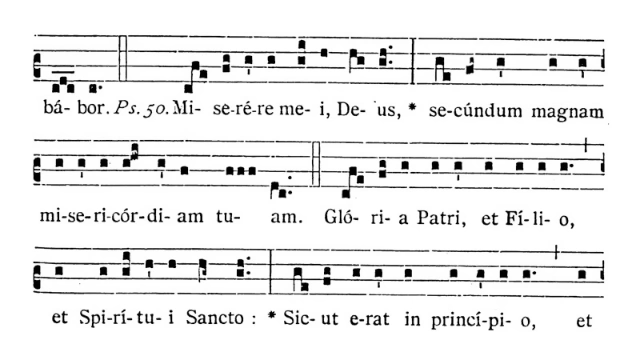 bá- bor. Ps. 50. Mi- se-ré-re me- i, De- us, * se-cúndum magnam
mi-se-ri-cór-di- am tu- am. Gló- ri- a Patri, et Fí-li- o,
et Spi-rí-tu- i Sancto : * Sic- ut e-rat in princí-pi- o, et